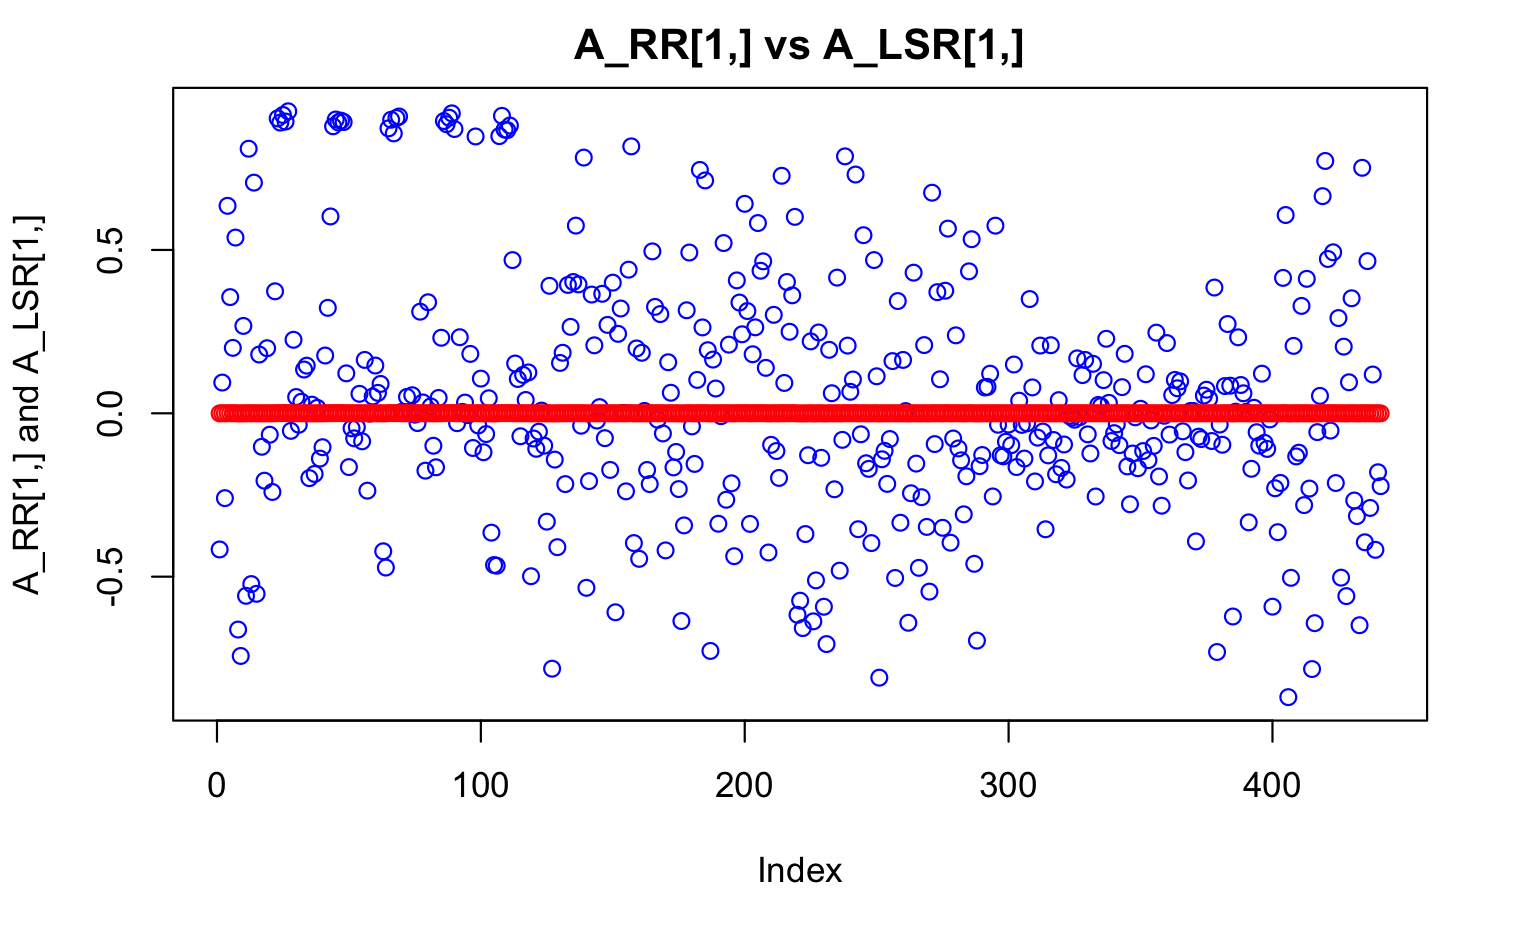 A_RR[1,] vs A_LSR[1,]
A_RR[1,] and A_LSR[1,]
0.5
0.0
-0.5
0 100 200 300 400
Index